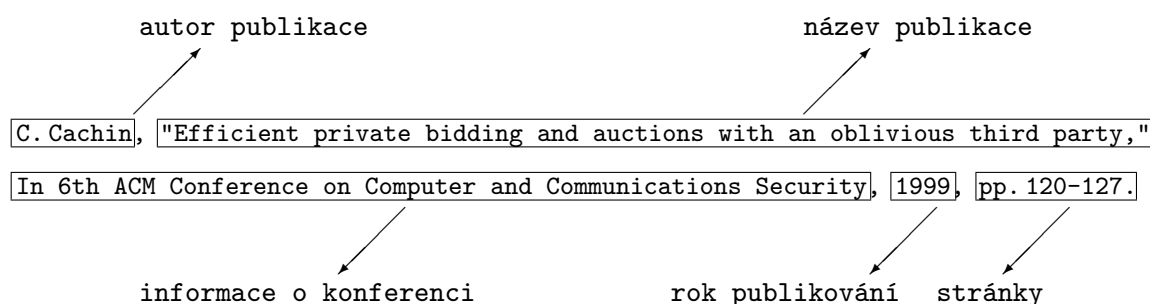 autor publikace název publikace
C. Cachin, "Efficient private bidding and auctions with an oblivious third party,"
In 6th ACM Conference on Computer and Communications Security, 1999, pp. 120-127.
informace o konferenci rok publikování stránky